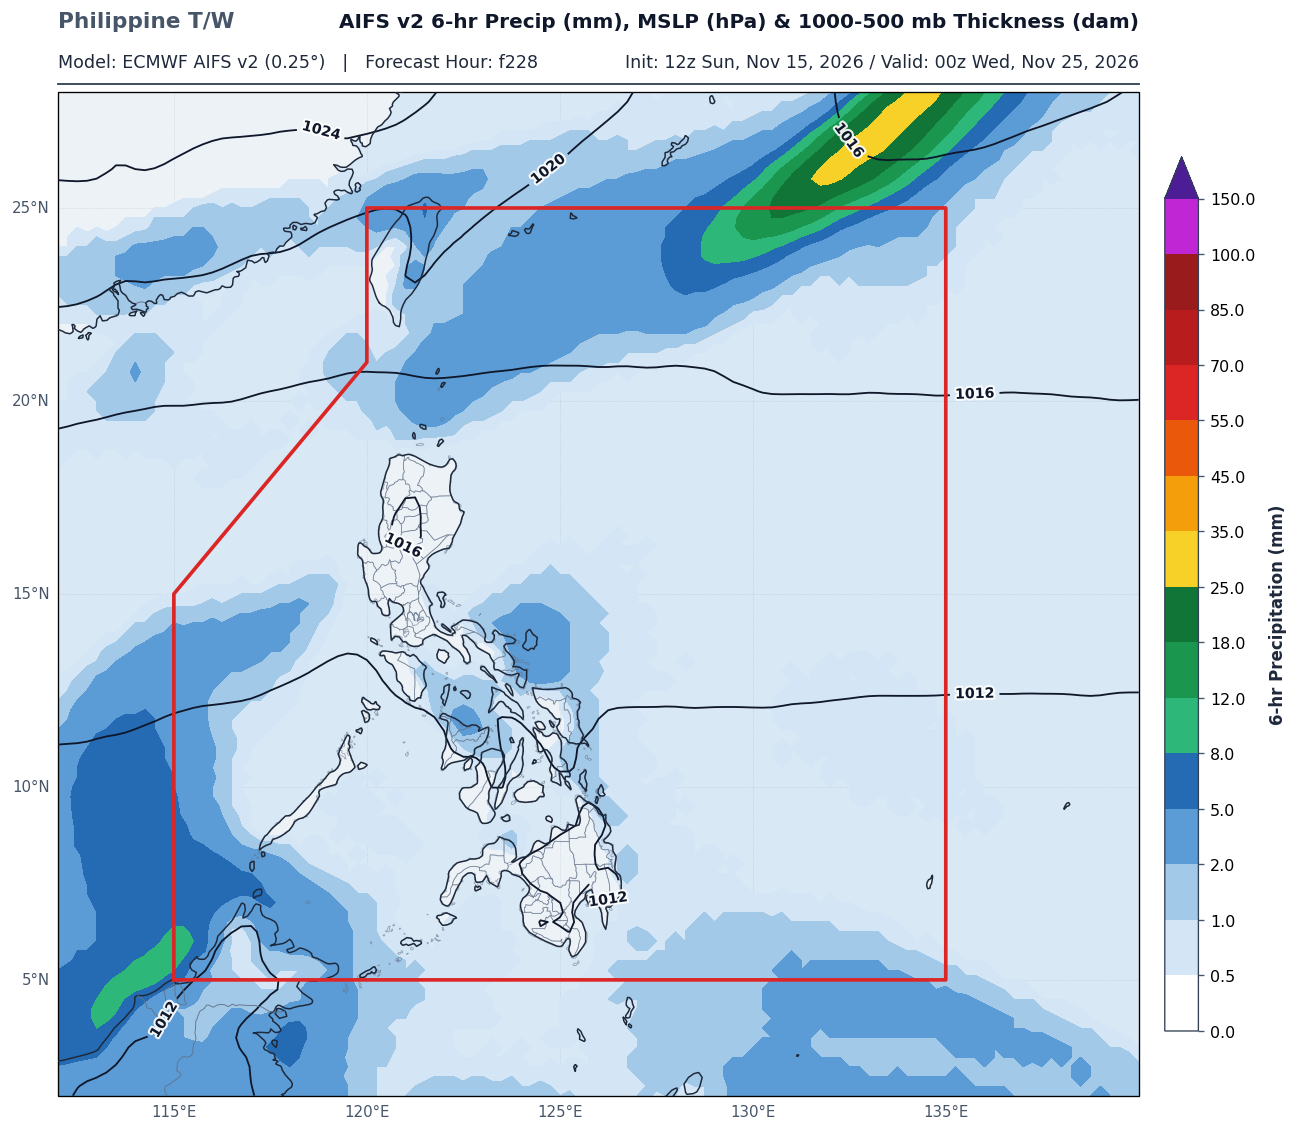 Philippine T/W
AIFS v2 6-hr Precip (mm), MSLP (hPa) & 1000-500 mb Thickness (dam)
Model: ECMWF AIFS v2 (0.25°) | Forecast Hour: f228
Init: 12z Sun, Nov 15, 2026 / Valid: 00z Wed, Nov 25, 2026
1024
1020
1016
1016
1016
1012
1012
1012
25°N
20°N
15°N
10°N
5°N
115°E
120°E
125°E
130°E
135°E
150.0
100.0
85.0
70.0
55.0
45.0
35.0
25.0
18.0
12.0
8.0
5.0
2.0
1.0
0.5
0.0
6-hr Precipitation (mm)